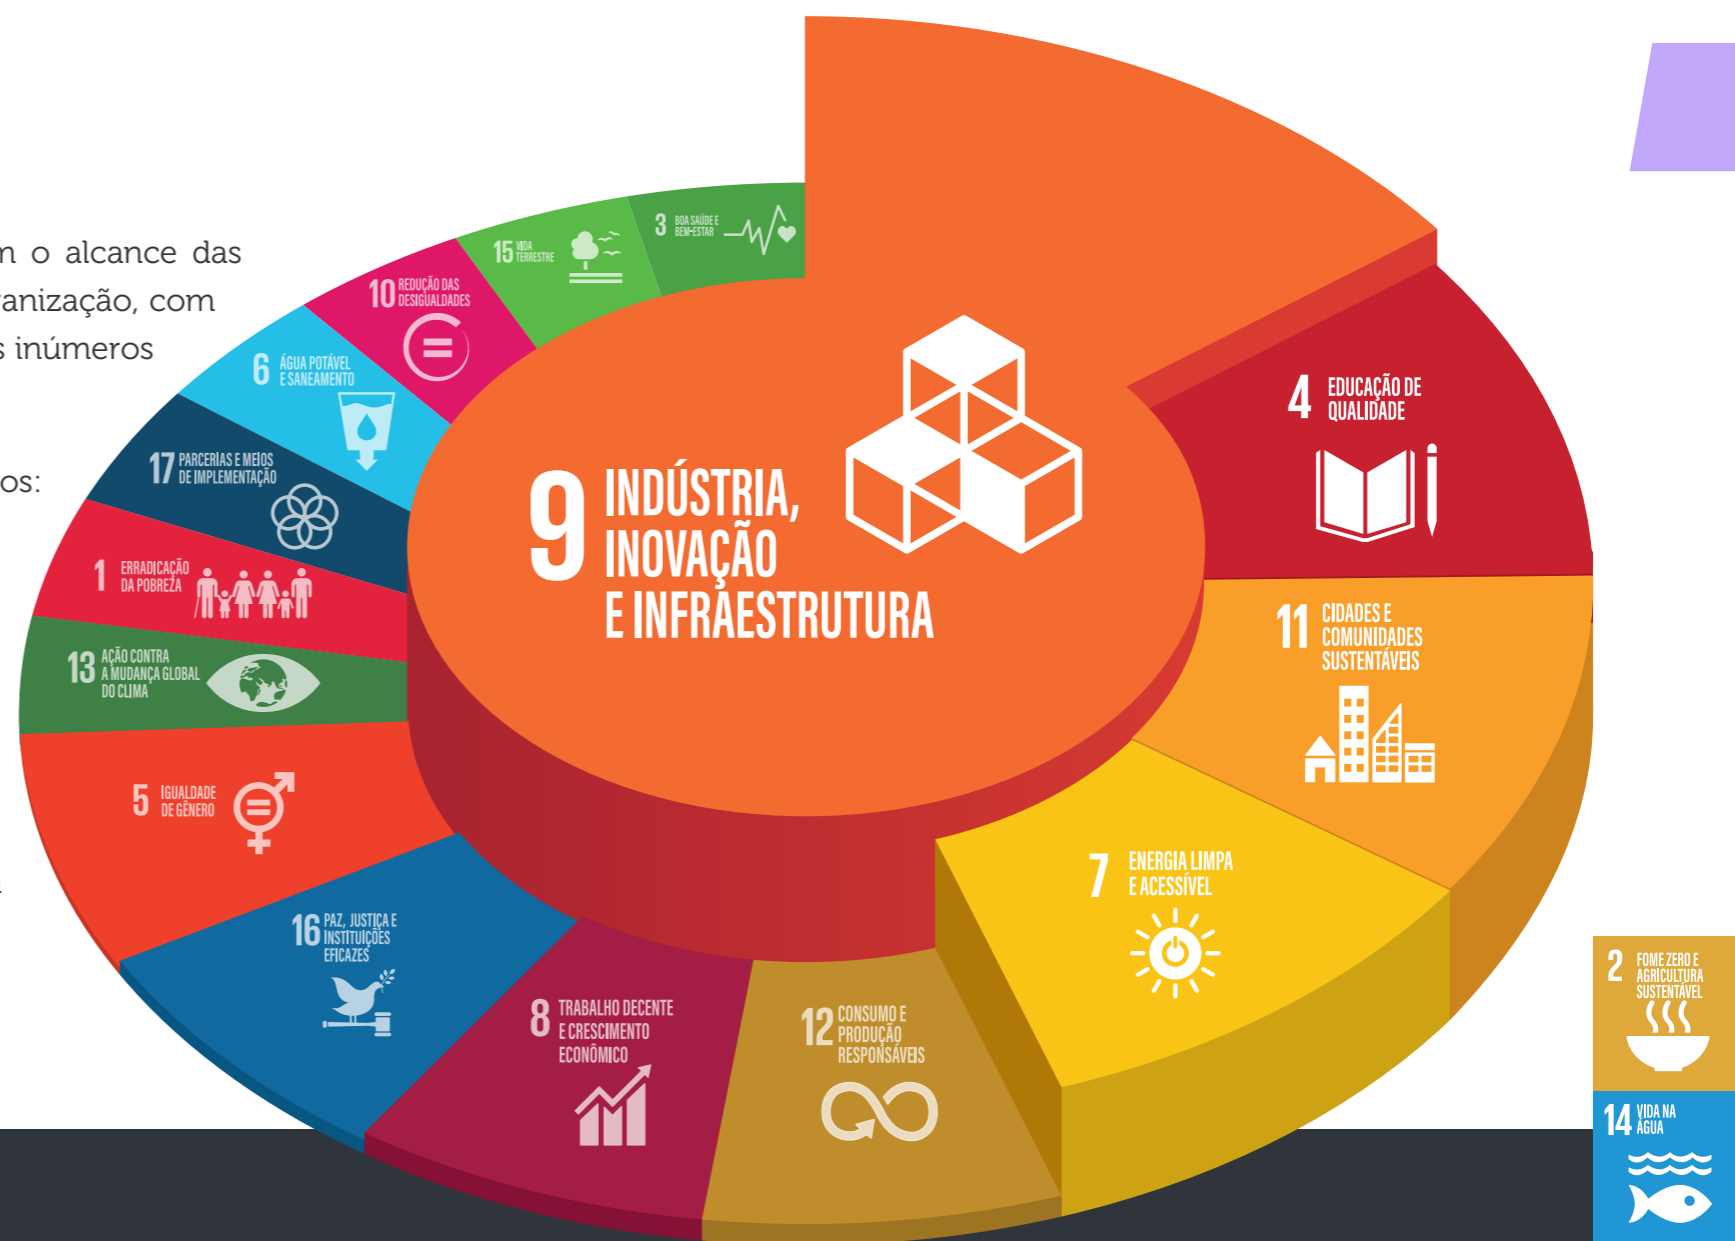 m o alcance das
anização, com
s inúmeros
os:
9 INDÚSTRIA,
INOVAÇÃO
E INFRAESTRUTURA
4 EDUCAÇÃO DE
QUALIDADE
11 CIDADES E
COMUNIDADES
SUSTENTÁVEIS
7 ENERGIA LIMPA
E ACESSÍVEL
12 CONSUMO E
PRODUÇÃO
RESPONSÁVEIS
8 TRABALHO DECENTE
E CRESCIMENTO
ECONÔMICO
16 PAZ, JUSTIÇA E
INSTITUIÇÕES
EFICAZES
5 IGUALDADE
DE GÊNERO
13 AÇÃO CONTRA
A MUDANÇA GLOBAL
DO CLIMA
1 ERRADICAÇÃO
DA POBREZA
17 PARCERIAS E MEIOS
DE IMPLEMENTAÇÃO
6 ÁGUA POTÁVEL
E SANEAMENTO
10 REDUÇÃO DAS
DESIGUALDADES
15 VIDA
TERRESTRE
3 BOA SAÚDE E
BEM-ESTAR
2 FOME ZERO E
AGRICULTURA
SUSTENTÁVEL
14 VIDA NA
ÁGUA